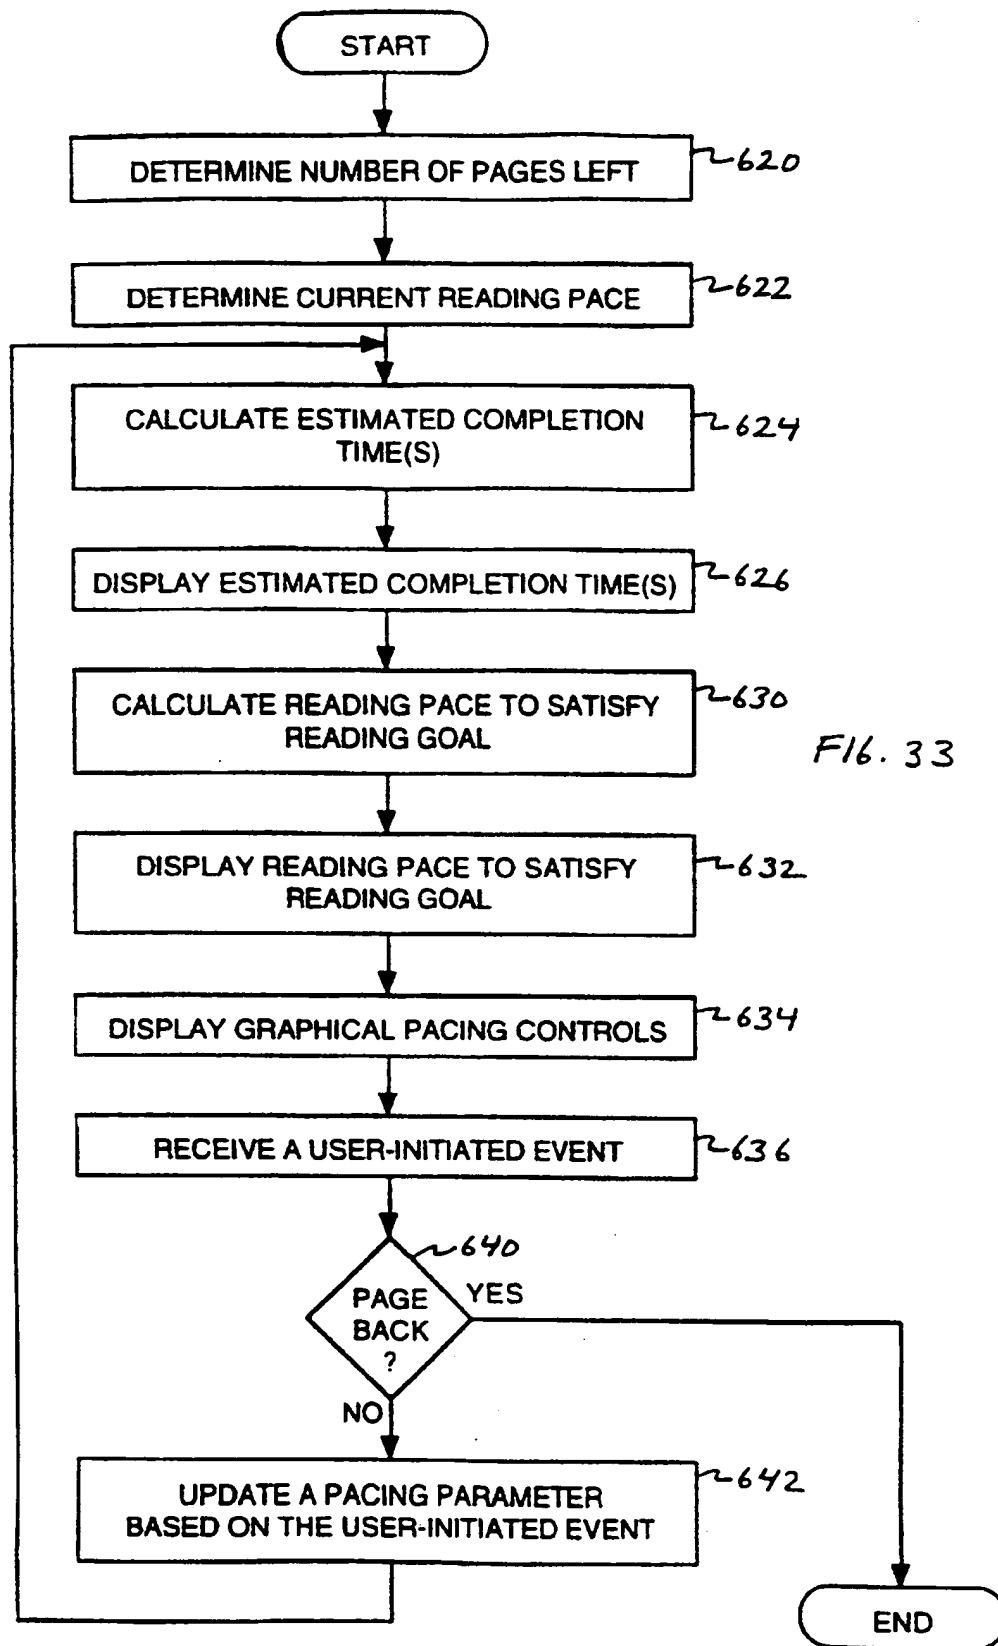 START
DETERMINE NUMBER OF PAGES LEFT
620
DETERMINE CURRENT READING PACE
622
CALCULATE ESTIMATED COMPLETION
TIME(S)
624
DISPLAY ESTIMATED COMPLETION TIME(S)
626
CALCULATE READING PACE TO SATISFY
READING GOAL
630
FIG. 33
DISPLAY READING PACE TO SATISFY
READING GOAL
632
DISPLAY GRAPHICAL PACING CONTROLS
634
RECEIVE A USER-INITIATED EVENT
636
640
PAGE
BACK
?
YES
NO
UPDATE A PACING PARAMETER
BASED ON THE USER-INITIATED EVENT
642
END